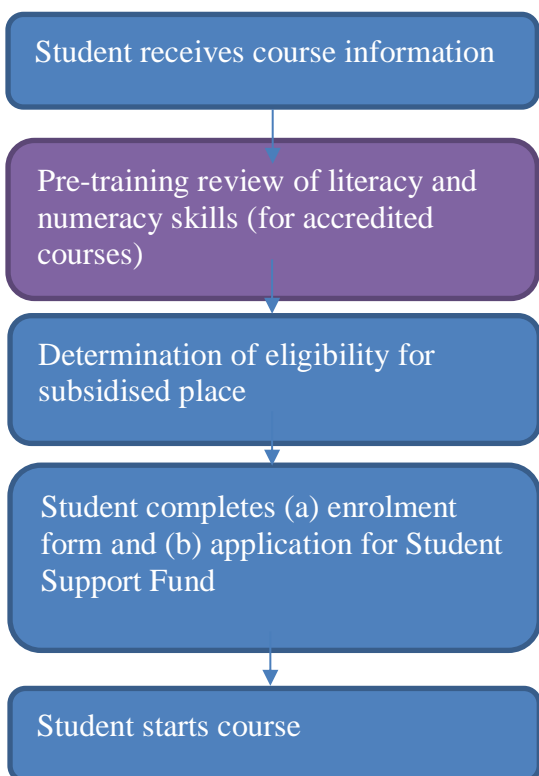 Student receives course information
Pre-training review of literacy and
numeracy skills (for accredited
courses)
Determination of eligibility for
subsidised place
Student completes (a) enrolment
form and (b) application for Student
Support Fund
Student starts course